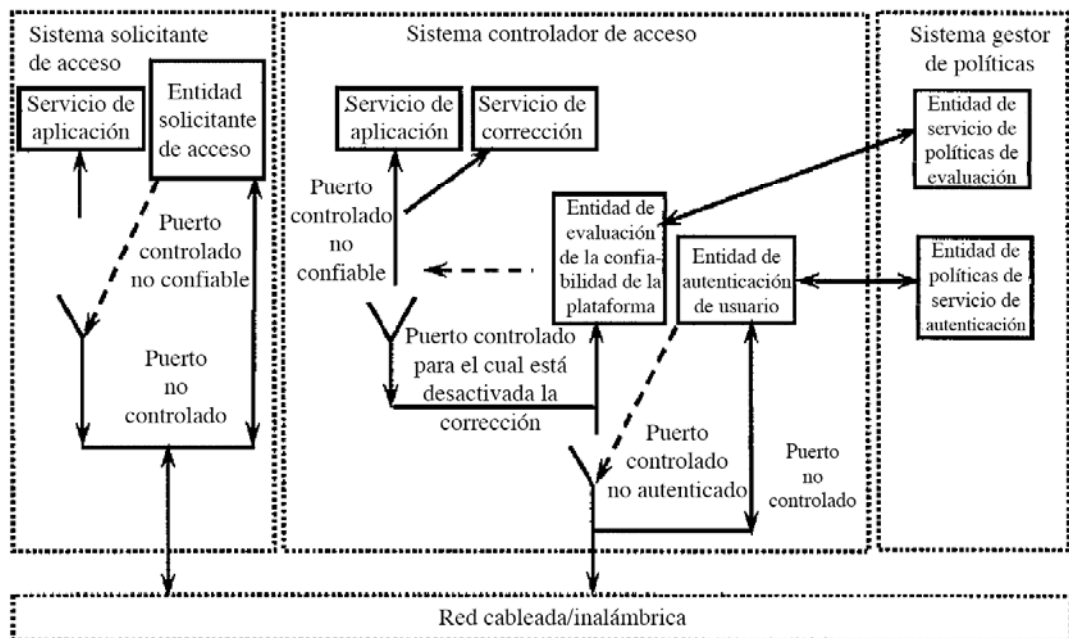 Sistema solicitante
de acceso
Servicio de
aplicación
Entidad
solicitante
de acceso
Puerto
controlado
no confiable
Puerto
no
controlado
Sistema controlador de acceso
Servicio de
aplicación
Servicio de
corrección
Puerto
controlado
no
confiable
Entidad de
evaluación
de la confia-
bilidad de la
plataforma
Entidad de
autenticación
de usuario
Puerto controlado
para el cual está
desactivada la
corrección
Puerto
controlado
no autenticado
Puerto
no
controlado
Sistema gestor
de políticas
Entidad de
servicio de
políticas de
evaluación
Entidad de
políticas de
servicio de
autenticación
Red cableada/inalámbrica